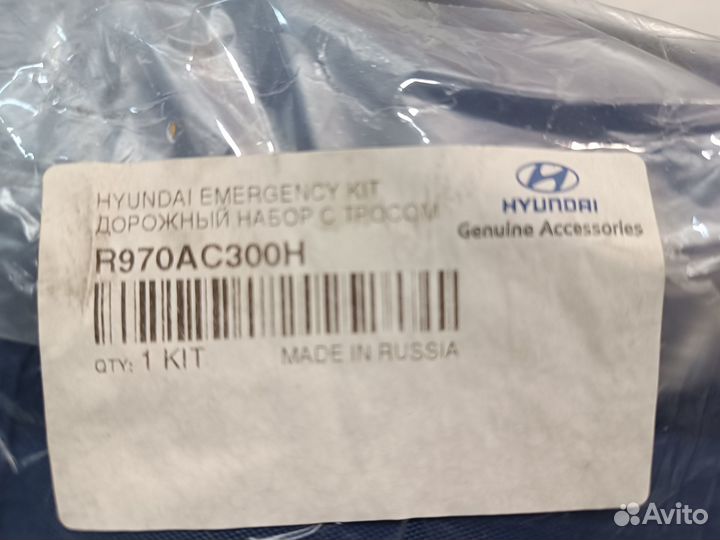 HYUNDAI EMERGENCY KIT
ДОРОЖНЫЙ НАБОР С ТРОСОМ
R970AC300H
QTY: 1 KIT
MADE IN RUSSIA
HYUNDAI
Genuine Accessories
Avito